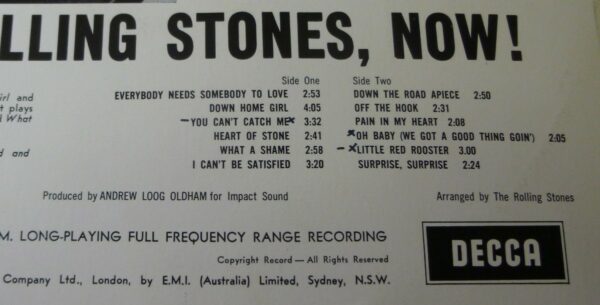 LLING STONES, NOW!
Side One
EVERYBODY NEEDS SOMEBODY TO LOVE 2:53
DOWN HOME GIRL 4:05
YOU CAN'T CATCH ME 3:32
HEART OF STONE 2:41
WHAT A SHAME 2:58
I CAN'T BE SATISFIED 3:20
Side Two
DOWN THE ROAD APIECE 2:50
OFF THE HOOK 2:31
PAIN IN MY HEART 2:08
OH BABY (WE GOT A GOOD THING GOIN') 2:05
LITTLE RED ROOSTER 3.00
SURPRISE, SURPRISE 2:24
irl and
t plays
What
d and
Produced by ANDREW LOOG OLDHAM for Impact Sound
Arranged by The Rolling Stones
M. LONG-PLAYING FULL FREQUENCY RANGE RECORDING
Copyright Record — All Rights Reserved
Company Ltd., London, by E.M.I. (Australia) Limited, Sydney, N.S.W.
DECCA